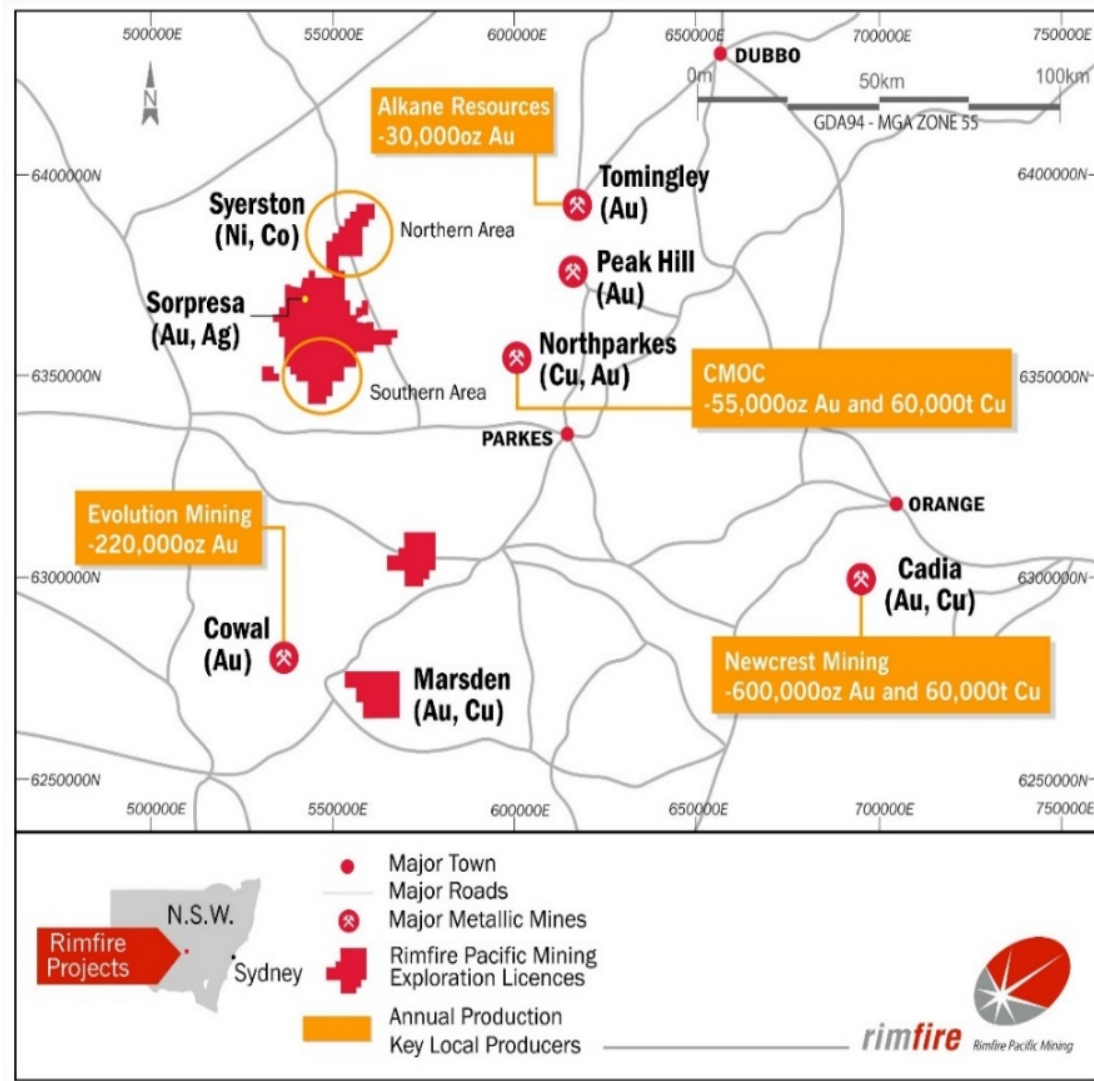 500000E 550000E 600000E 650000E 700000E 750000E
DUBBO
0m 50km 100km
GDA94 - MGA ZONE 55
N
Alkane Resources
-30,000oz Au
6400000N
6400000N
Tomingley
(Au)
Syerston
(Ni, Co)
Northern Area
Peak Hill
(Au)
Sorpresa
(Au, Ag)
Northparkes
(Cu, Au)
6350000N
6350000N
CMOC
-55,000oz Au and 60,000t Cu
Southern Area
PARKES
Evolution Mining
-220,000oz Au
ORANGE
6300000N
6300000N
Cadia
(Au, Cu)
Cowal
(Au)
Newcrest Mining
-600,000oz Au and 60,000t Cu
Marsden
(Au, Cu)
6250000N
6250000N
500000E 550000E 600000E 650000E 700000E 750000E
N.S.W.
Rimfire
Projects
Sydney
Major Town
Major Roads
Major Metallic Mines
Rimfire Pacific Mining
Exploration Licences
Annual Production
Key Local Producers
rimfire Rimfire Pacific Mining